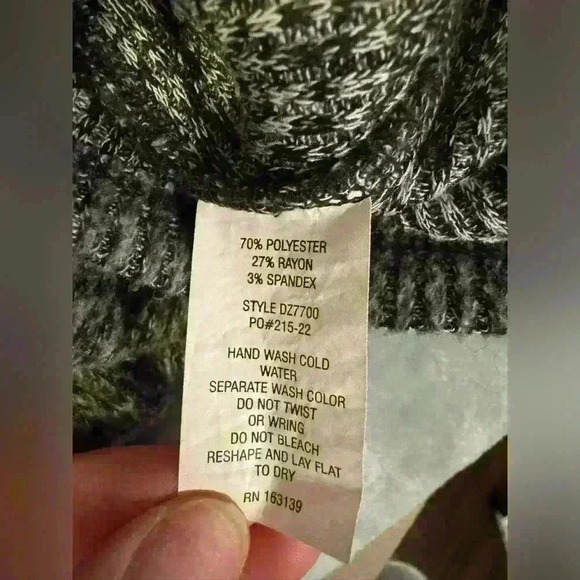 70% POLYESTER
27% RAYON
3% SPANDEX
STYLE DZ7700
PO#215-22
HAND WASH COLD
WATER
SEPARATE WASH COLOR
DO NOT TWIST
OR WRING
DO NOT BLEACH
RESHAPE AND LAY FLAT
TO DRY
RN 163139